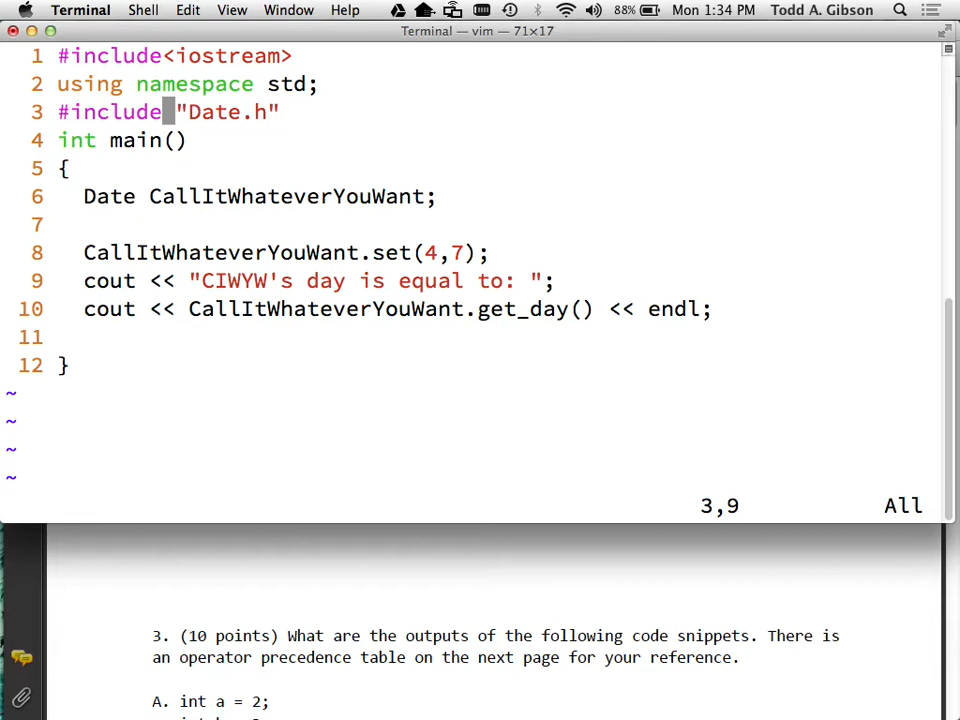 Terminal Shell Edit View Window Help 88% Mon 1:34 PM Todd A. Gibson
Terminal — vim — 71×17
1 #include<iostream>
2 using namespace std;
3 #include "Date.h"
4 int main()
5 {
6   Date CallItWhateverYouWant;
7
8   CallItWhateverYouWant.set(4,7);
9   cout << "CIWYW's day is equal to: ";
10   cout << CallItWhateverYouWant.get_day() << endl;
11
12 }
~
~
~
~
3,9 All
3. (10 points) What are the outputs of the following code snippets. There is
an operator precedence table on the next page for your reference.
A. int a = 2;